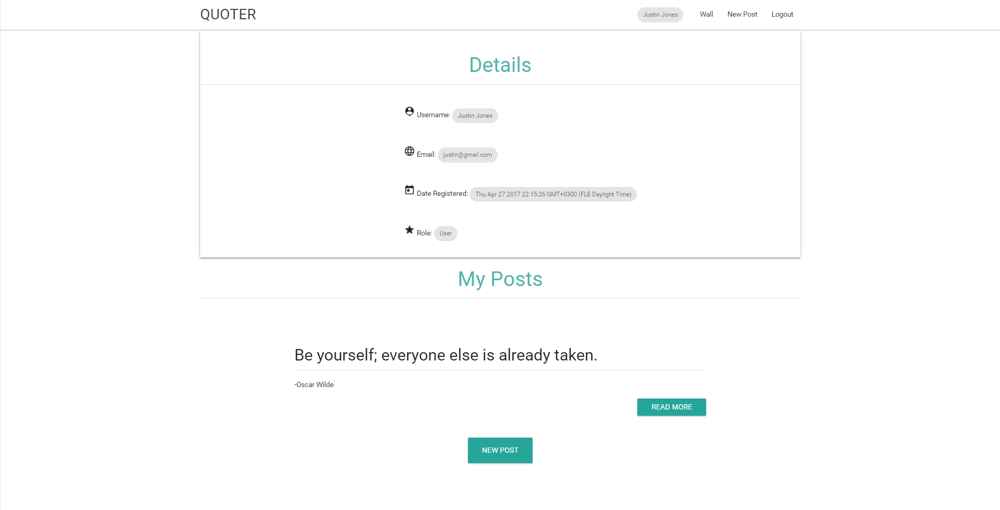 QUOTER Justin Jones Wall New Post Logout
Details
Username: Justin Jones
Email: justin@gmail.com
Date Registered: Thu Apr 27 2017 22:15:26 GMT+0300 (FLE Daylight Time)
Role: User
My Posts
Be yourself; everyone else is already taken.
-Oscar Wilde
READ MORE
NEW POST